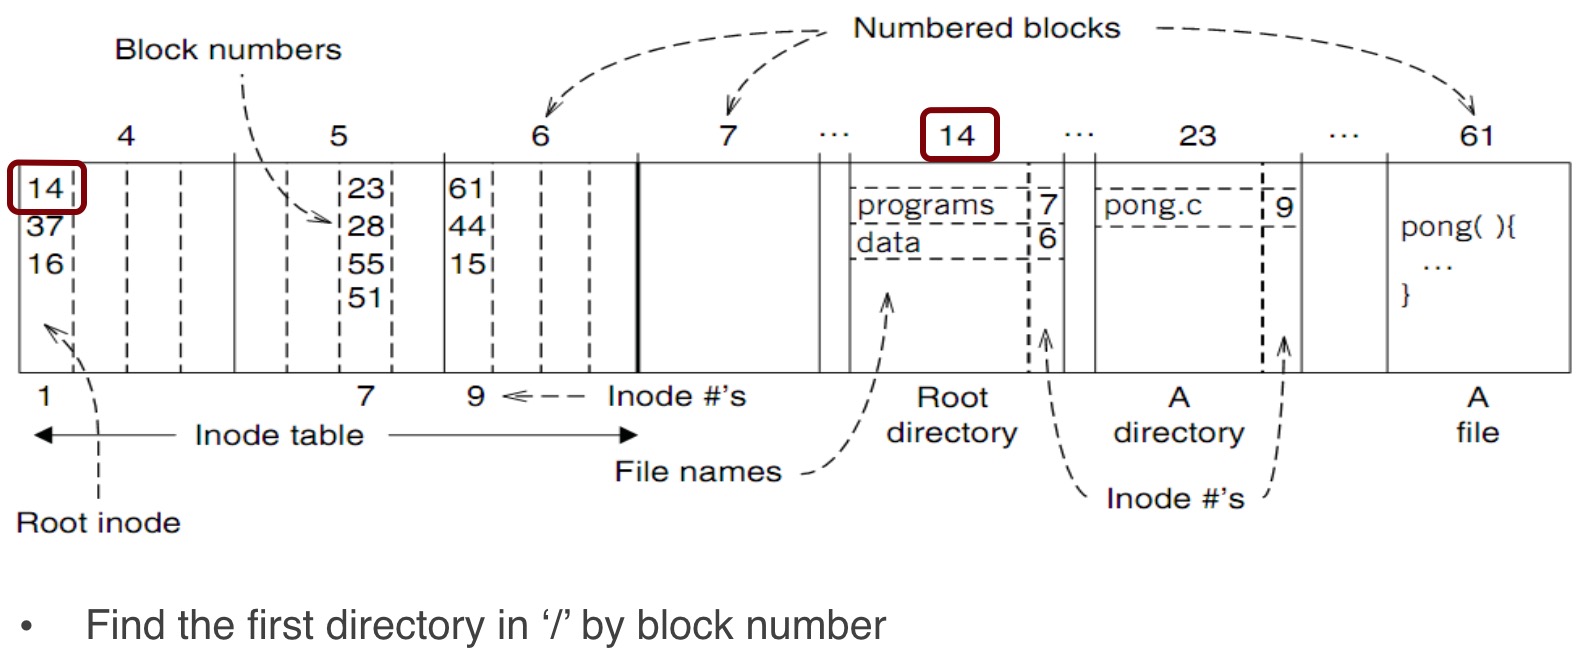 Numbered blocks
Block numbers
4 5 6 7 ... 14 ... 23 ... 61
14 23 61
programs 7 pong.c 9
37 28 44 pong( ){
data 6
16 55 15 ...
51 }
1 7 9 Inode #'s Root A A
Inode table directory directory file
File names
Inode #'s
Root inode
• Find the first directory in ‘/’ by block number